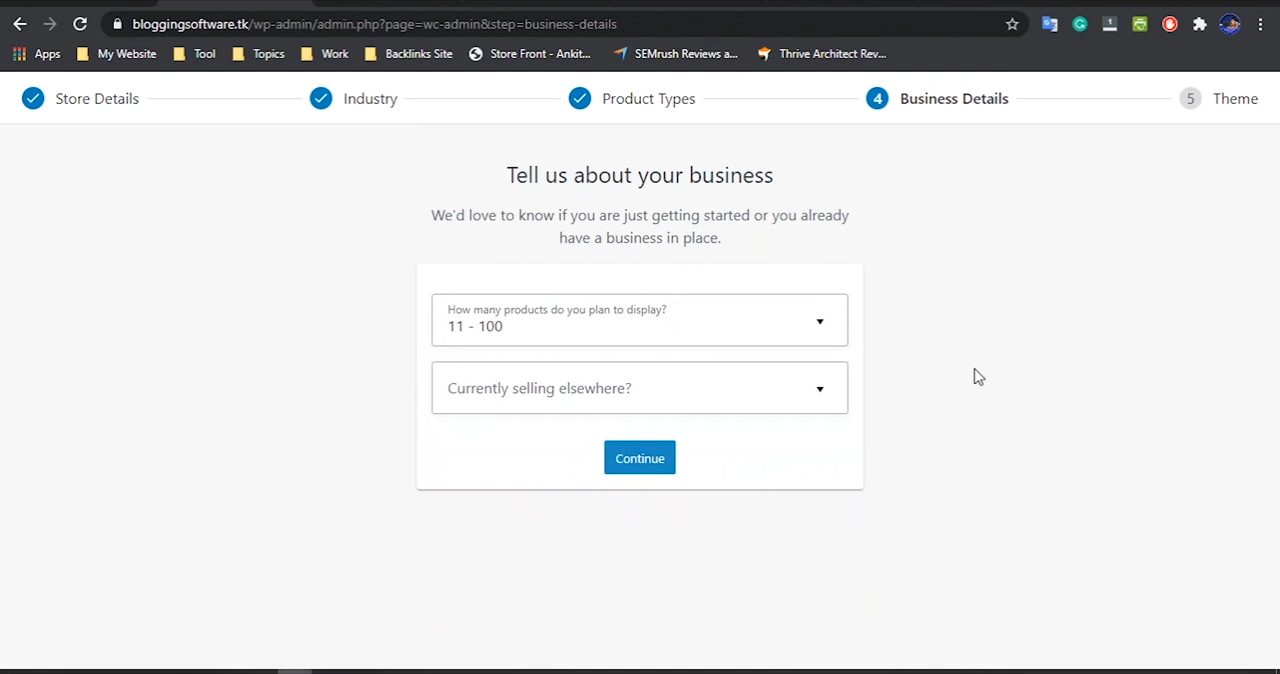 bloggingsoftware.tk/wp-admin/admin.php?page=wc-admin&step=business-details
Apps My Website Tool Topics Work Backlinks Site Store Front - Ankit... SEMrush Reviews a... Thrive Architect Rev...
Store Details Industry Product Types 4 Business Details 5 Theme
Tell us about your business
We'd love to know if you are just getting started or you already
have a business in place.
How many products do you plan to display?
11 - 100
Currently selling elsewhere?
Continue